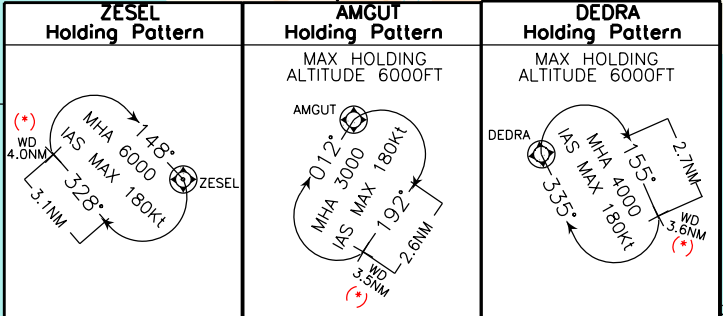 ZESEL
Holding Pattern
(*)
WD
4.0NM
148°
MHA 6000
IAS MAX 180Kt
328°
3.1NM
ZESEL
AMGUT
Holding Pattern
MAX HOLDING
ALTITUDE 6000FT
AMGUT
012°
MHA 3000
IAS MAX 180Kt
192°
2.6NM
WD
3.5NM
(*)
DEDRA
Holding Pattern
MAX HOLDING
ALTITUDE 6000FT
DEDRA
155°
MHA 4000
IAS MAX 180Kt
335°
2.7NM
WD
3.6NM
(*)